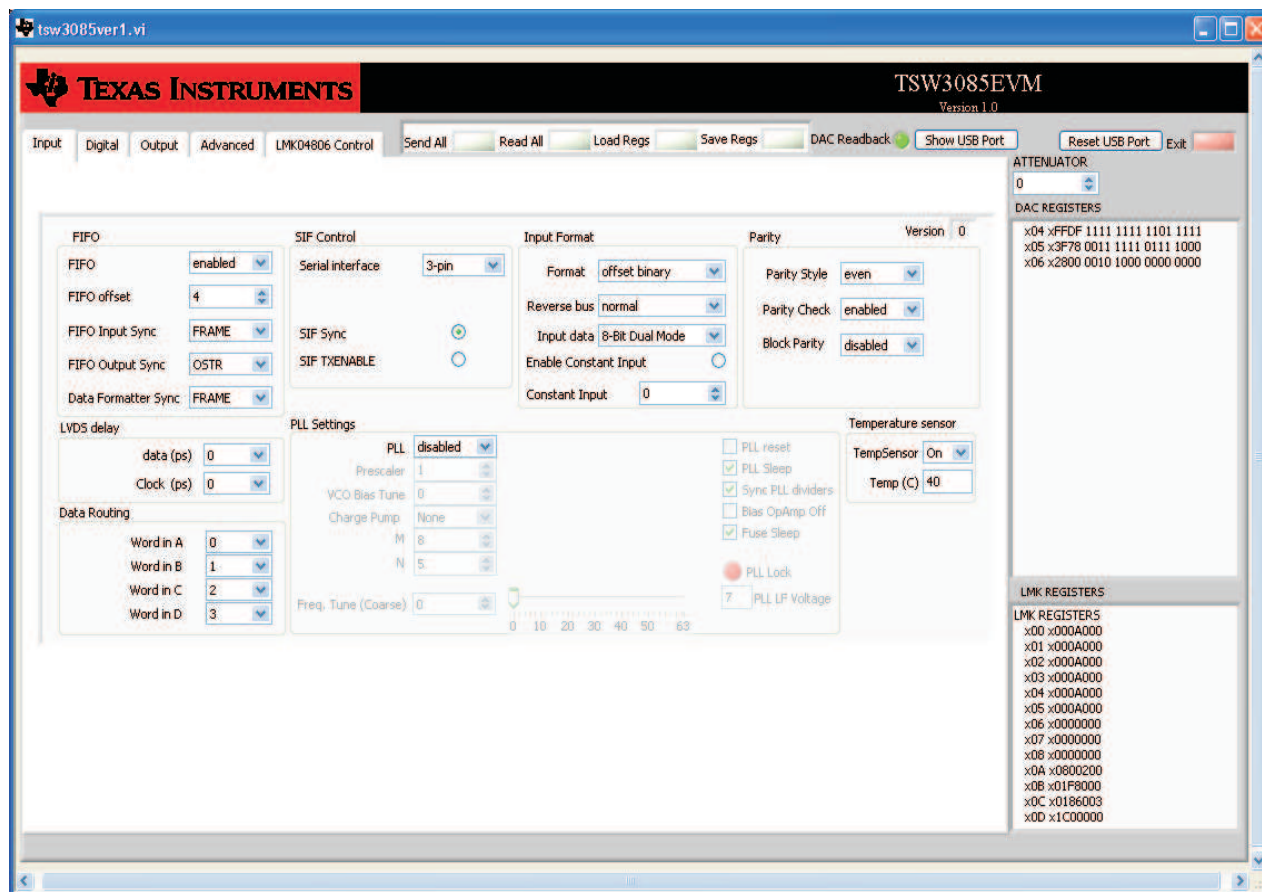 tsw3085ver1.vi
TEXAS INSTRUMENTS
TSW3085EVM
Version 1.0
Input Digital Output Advanced LMK04806 Control Send All Read All Load Regs Save Regs DAC Readback Show USB Port Reset USB Port Exit
ATTENUATOR
0
DAC REGISTERS
x04 xFFDF 1111 1111 1101 1111
x05 x3F78 0011 1111 0111 1000
x06 x2800 0010 1000 0000 0000
Version 0
FIFO
FIFO enabled
FIFO offset 4
FIFO Input Sync FRAME
FIFO Output Sync OSTR
Data Formatter Sync FRAME
SIF Control
Serial interface 3-pin
SIF Sync
SIF TXENABLE
Input Format
Format offset binary
Reverse bus normal
Input data 8-Bit Dual Mode
Enable Constant Input
Constant Input 0
Parity
Parity Style even
Parity Check enabled
Block Parity disabled
LVDS delay
data (ps) 0
Clock (ps) 0
Data Routing
Word in A 0
Word in B 1
Word in C 2
Word in D 3
PLL Settings
PLL disabled
Prescaler 1
VCO Bias Tune 0
Charge Pump None
M 8
N 5
Freq. Tune (Coarse) 0
0 10 20 30 40 50 63
PLL reset
PLL Sleep
Sync PLL dividers
Bias OpAmp Off
Fuse Sleep
PLL Lock
7 PLL LF Voltage
Temperature sensor
TempSensor On
Temp (C) 40
LMK REGISTERS
LMK REGISTERS
x00 x000A000
x01 x000A000
x02 x000A000
x03 x000A000
x04 x000A000
x05 x000A000
x06 x0000000
x07 x0000000
x08 x0000000
x0A x0800200
x0B x01F8000
x0C x0186003
x0D x1C00000